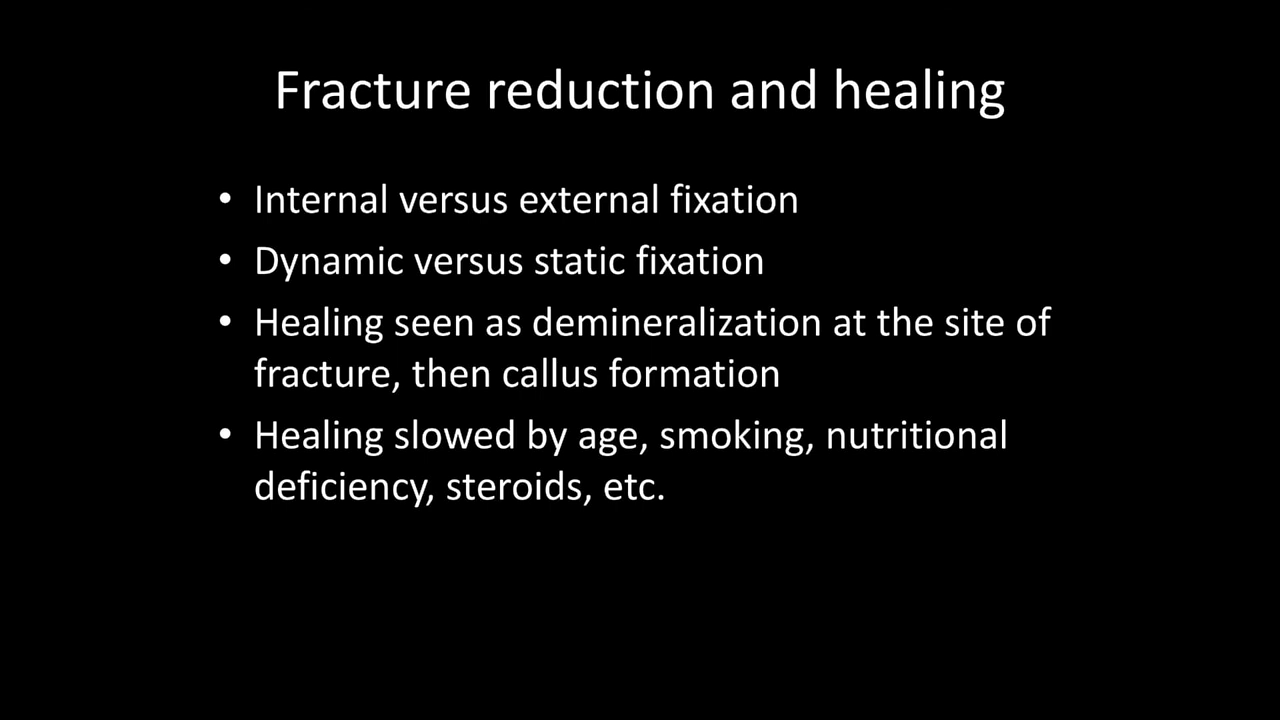 Fracture reduction and healing
• Internal versus external fixation
• Dynamic versus static fixation
• Healing seen as demineralization at the site of
fracture, then callus formation
• Healing slowed by age, smoking, nutritional
deficiency, steroids, etc.